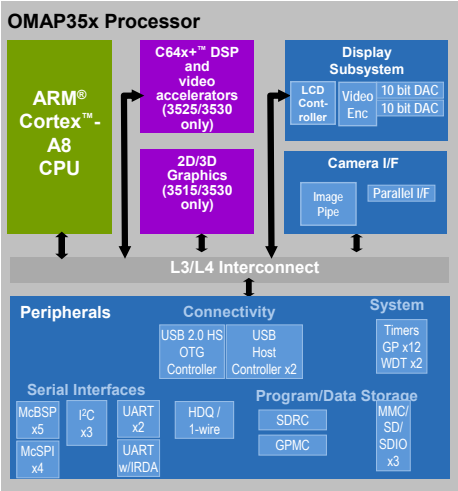 OMAP35x Processor
ARM®
Cortex™-
A8
CPU
C64x+™ DSP
and
video
accelerators
(3525/3530
only)
2D/3D
Graphics
(3515/3530
only)
Display
Subsystem
LCD
Cont-
roller
Video
Enc
10 bit DAC
10 bit DAC
Camera I/F
Image
Pipe
Parallel I/F
L3/L4 Interconnect
Peripherals
Connectivity
USB 2.0 HS
OTG
Controller
USB
Host
Controller x2
System
Timers
GP x12
WDT x2
Serial Interfaces
McBSP
x5
McSPI
x4
I²C
x3
UART
x2
UART
w/IRDA
HDQ /
1-wire
Program/Data Storage
SDRC
GPMC
MMC/
SD/
SDIO
x3